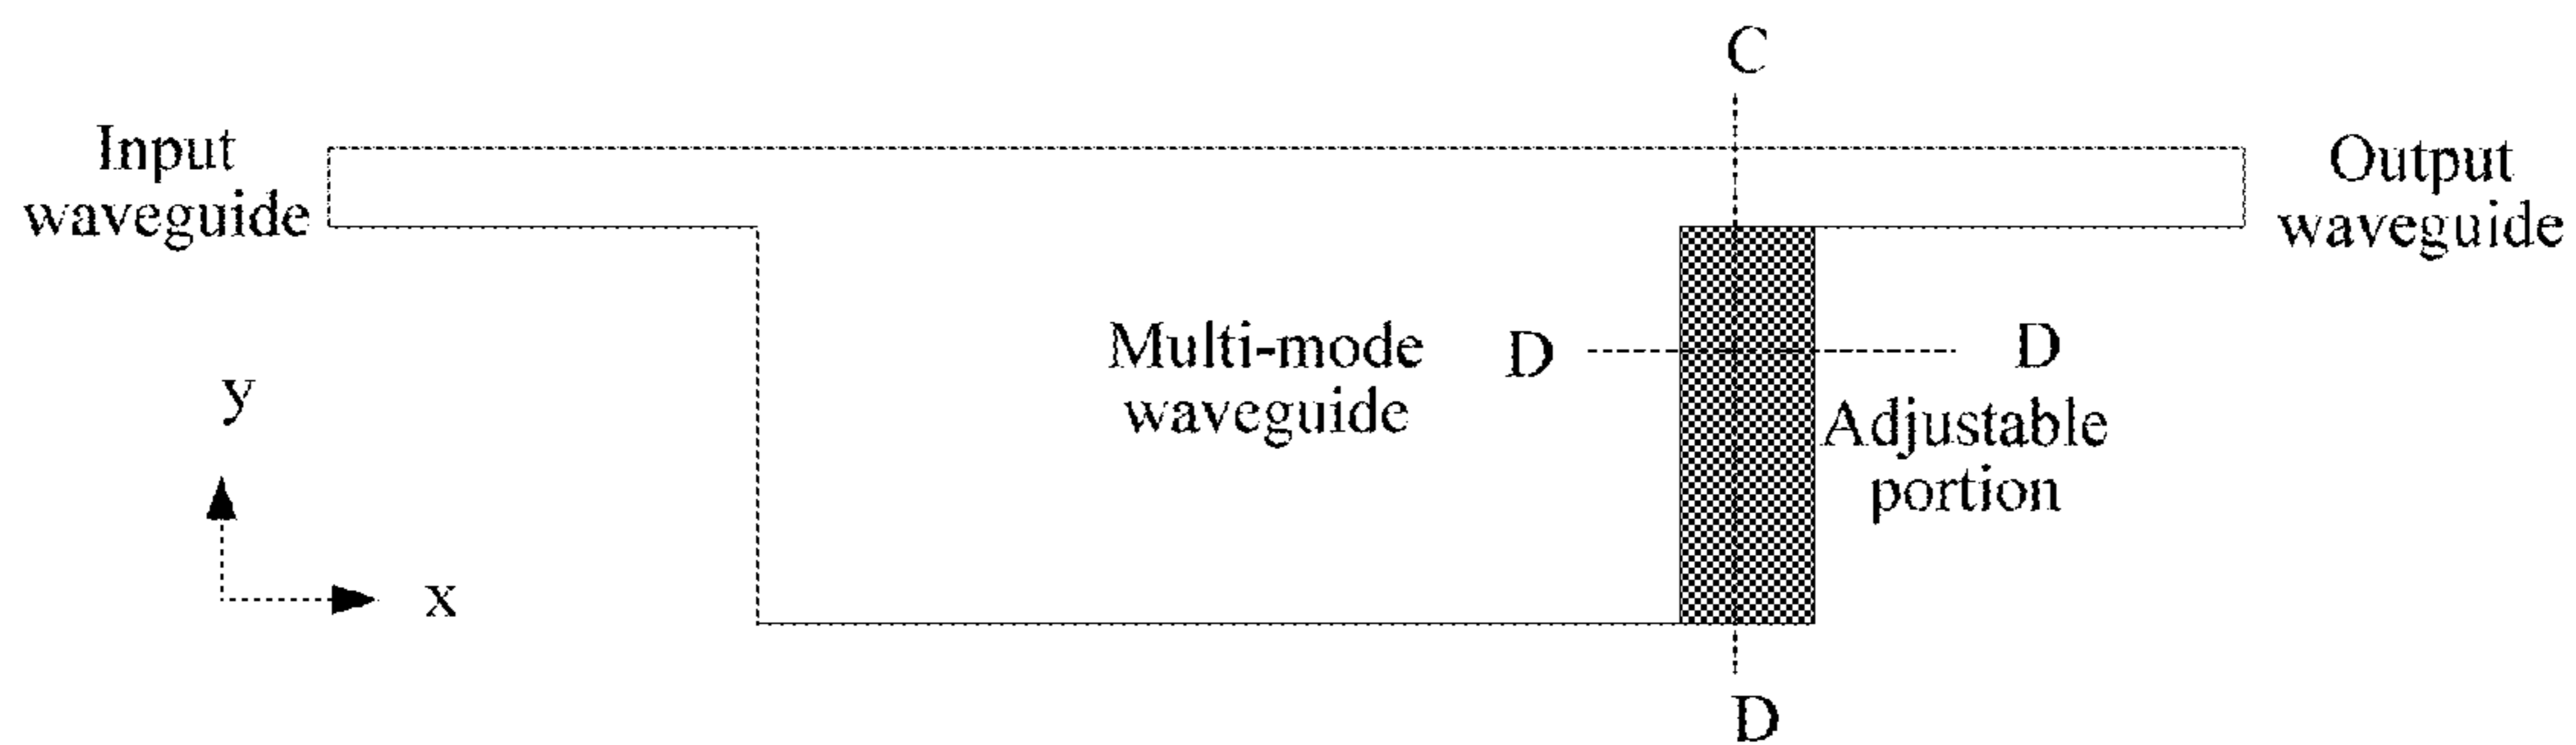 C
Input
waveguide
Output
waveguide
Multi-mode
waveguide
D
D
Adjustable
portion
y
x
D